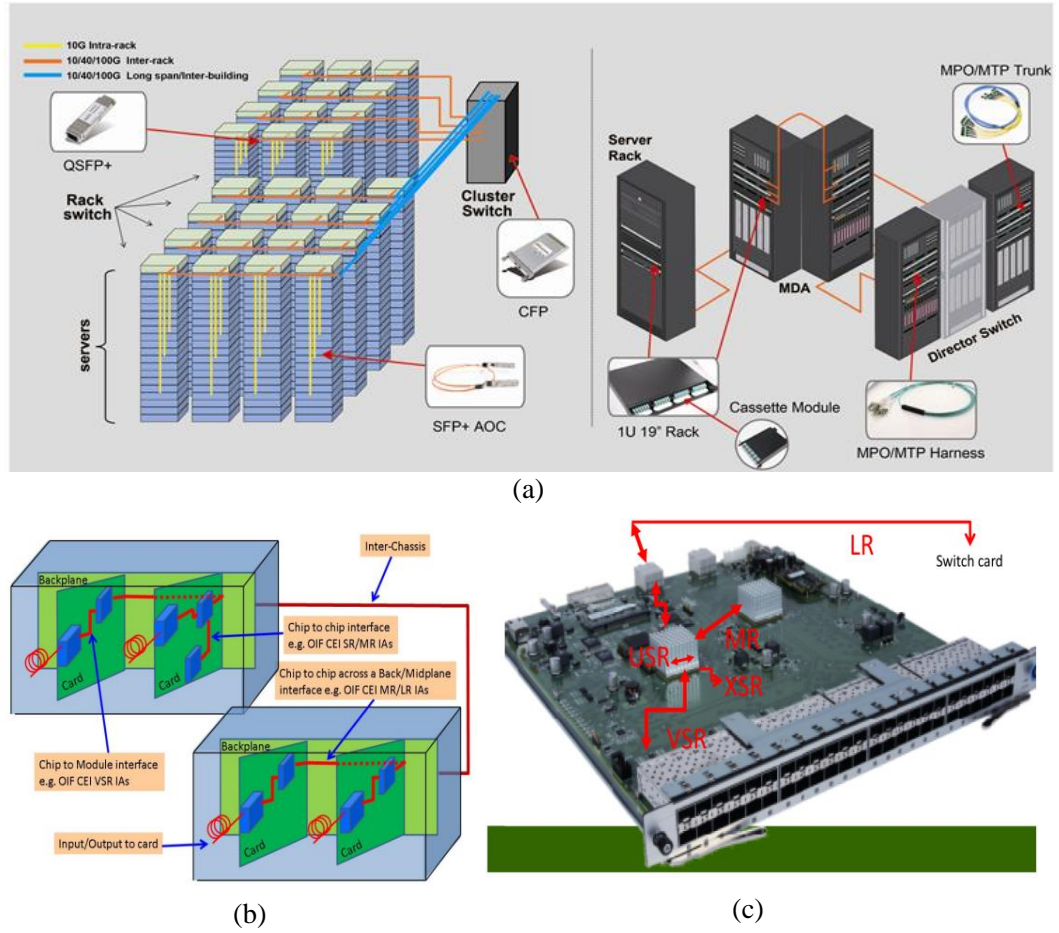 10G Intra-rack
10/40/100G Inter-rack
10/40/100G Long span/Inter-building
QSFP+
Rack
switch
servers
Cluster
Switch
CFP
SFP+ AOC
MPO/MTP Trunk
Server
Rack
MDA
Director Switch
1U 19" Rack
Cassette Module
MPO/MTP Harness
(a)
Inter-Chassis
Backplane
Card
Card
Chip to chip interface
e.g. OIF CEI SR/MR IAs
Chip to chip across a Back/Midplane
interface e.g. OIF CEI MR/LR IAs
Chip to Module interface
e.g. OIF CEI VSR IAs
Backplane
Card
Card
Input/Output to card
(b)
LR
Switch card
MR
USR
XSR
VSR
(c)